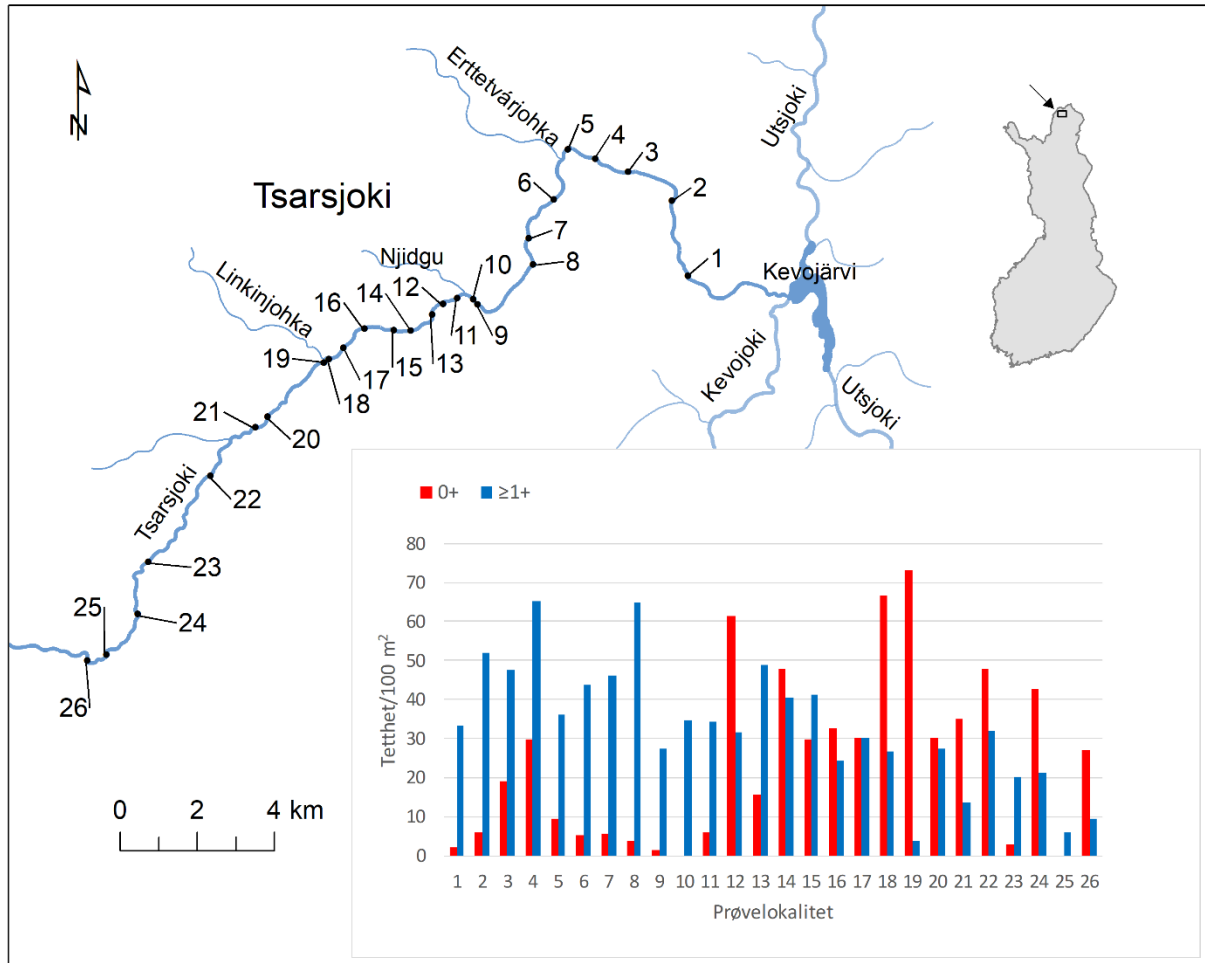 Erttetvárjohka
Utsjoki
N
5
4
3
2
6
Tsarsjoki
7
8
1
Njidgu
10
Kevojärvi
Linkinjohka
12
14
16
11
9
13
15
17
19
18
Kevojoki
Utsjoki
21
20
22
Tsarsjoki
23
25
24
26
0 2 4 km
0+ ≥1+
80
70
60
50
40
30
20
10
0
Tetthet/100 m²
1 2 3 4 5 6 7 8 9 10 11 12 13 14 15 16 17 18 19 20 21 22 23 24 25 26
Prøvelokalitet